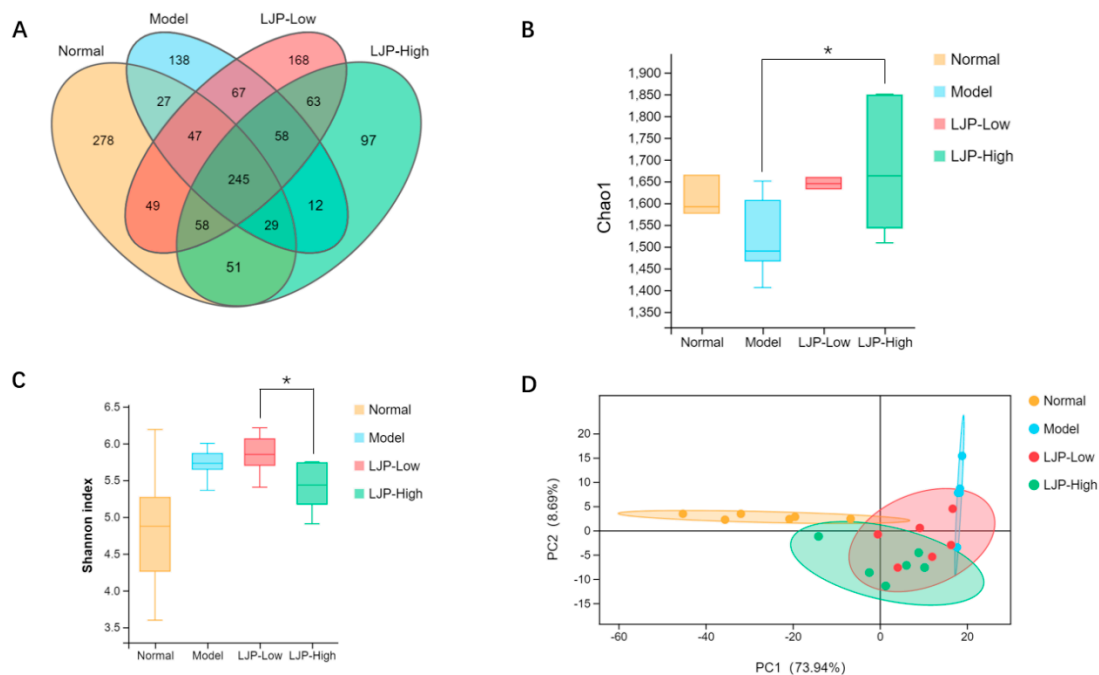 A
Normal
Model
LJP-Low
LJP-High
138
168
27
67
63
278
47
58
97
245
49
12
58
29
51
B
*
Chao1
1,900
1,850
1,800
1,750
1,700
1,650
1,600
1,550
1,500
1,450
1,400
1,350
Normal Model LJP-Low LJP-High
Normal
Model
LJP-Low
LJP-High
C
*
Shannon index
6.5
6.0
5.5
5.0
4.5
4.0
3.5
Normal Model LJP-Low LJP-High
Normal
Model
LJP-Low
LJP-High
D
PC2 (8.69%)
20
15
10
5
0
-5
-10
-15
-60 -40 -20 0 20
PC1 (73.94%)
Normal
Model
LJP-Low
LJP-High